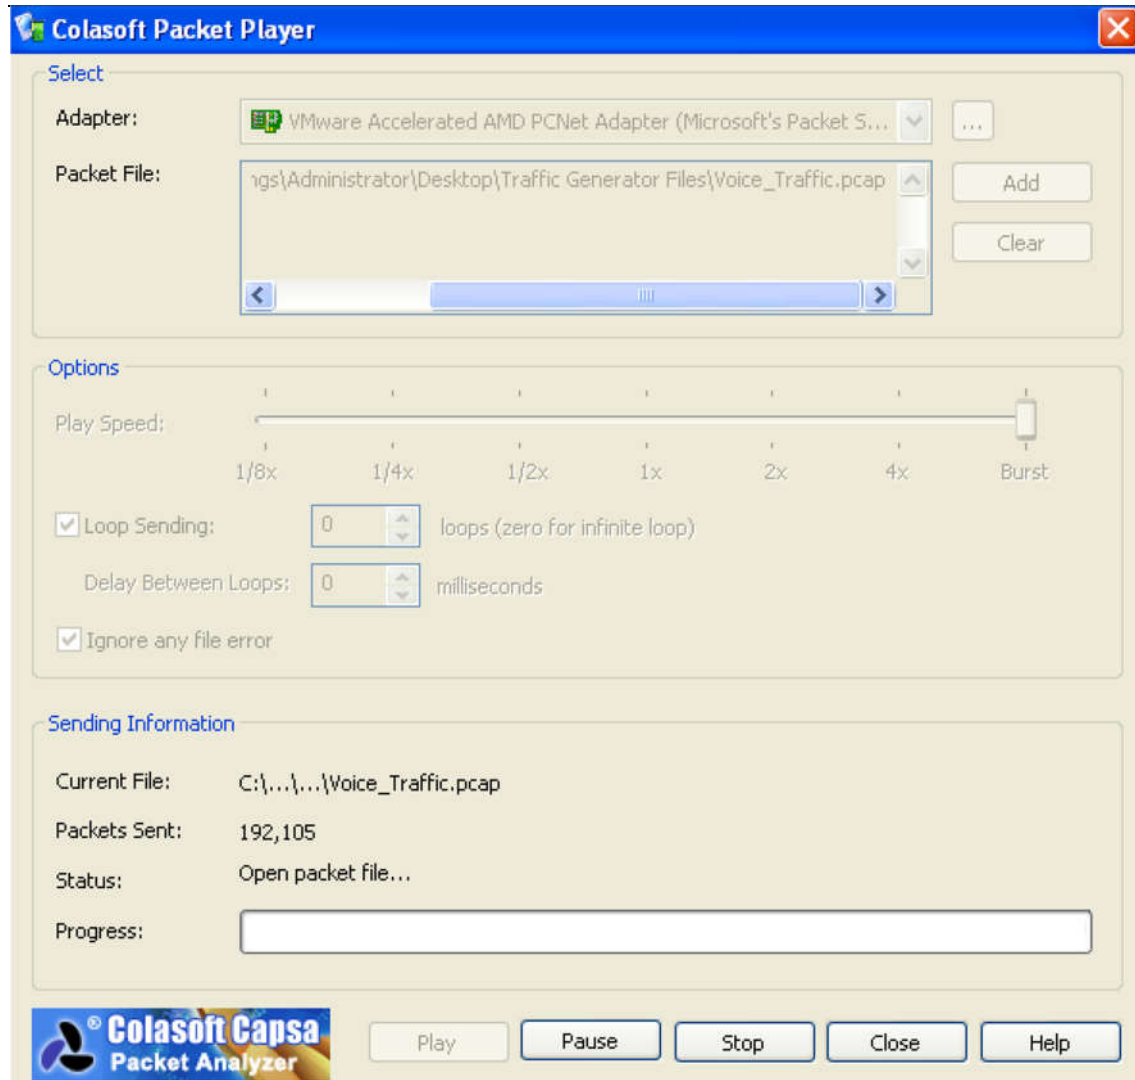 Colasoft Packet Player
Select
Adapter: VMware Accelerated AMD PCNet Adapter (Microsoft's Packet S... ...
Packet File: ngs\Administrator\Desktop\Traffic Generator Files\Voice_Traffic.pcap Add
Clear
Options
Play Speed:
1/8x 1/4x 1/2x 1x 2x 4x Burst
Loop Sending: 0 loops (zero for infinite loop)
Delay Between Loops: 0 milliseconds
Ignore any file error
Sending Information
Current File: C:\...\...\Voice_Traffic.pcap
Packets Sent: 192,105
Status: Open packet file...
Progress:
® Colasoft Capsa
Packet Analyzer
Play Pause Stop Close Help